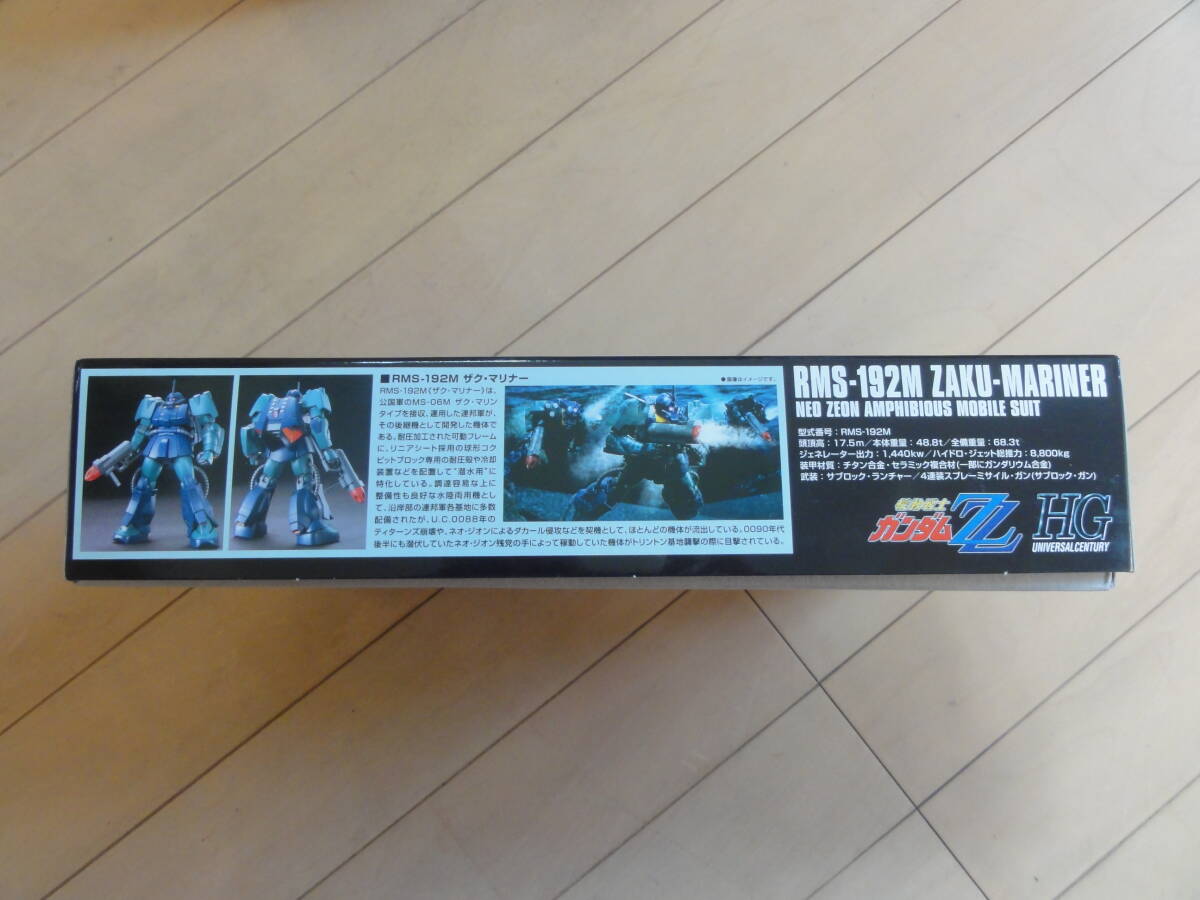 ■RMS-192M ザク・マリナー
●画像はイメージです。
RMS-192M《ザク・マリナー》は、
公国軍のMS-06M ザク・マリン
タイプを接収、運用した連邦軍が、
その後継機として開発した機体で
ある。耐圧加工された可動フレーム
に、リニアシート採用の球形コク
ピットブロック専用の耐圧殻や冷却
装置などを配置して"潜水用"に
特化している。調達容易な上に
整備性も良好な水陸両用機とし
て、沿岸部の連邦軍各基地に多数
配備されたが、U.C.0088年の
ティターンズ崩壊や、ネオ・ジオンによるダカール侵攻などを契機として、ほとんどの機体が流出している。0090年代
後半にも潜伏していたネオ・ジオン残党の手によって稼動していた機体がトリントン基地襲撃の際に目撃されている。
RMS-192M ZAKU-MARINER
NEO ZEON AMPHIBIOUS MOBILE SUIT
型式番号：RMS-192M
頭頂高：17.5m／本体重量：48.8t／全備重量：68.3t
ジェネレーター出力：1,440kw／ハイドロ・ジェット総推力：8,800kg
装甲材質：チタン合金・セラミック複合材(一部にガンダリウム合金)
武装：サブロック・ランチャー／4連装スプレーミサイル・ガン(サブロック・ガン)
機動戦士
ガンダムZZ
HG
UNIVERSAL CENTURY